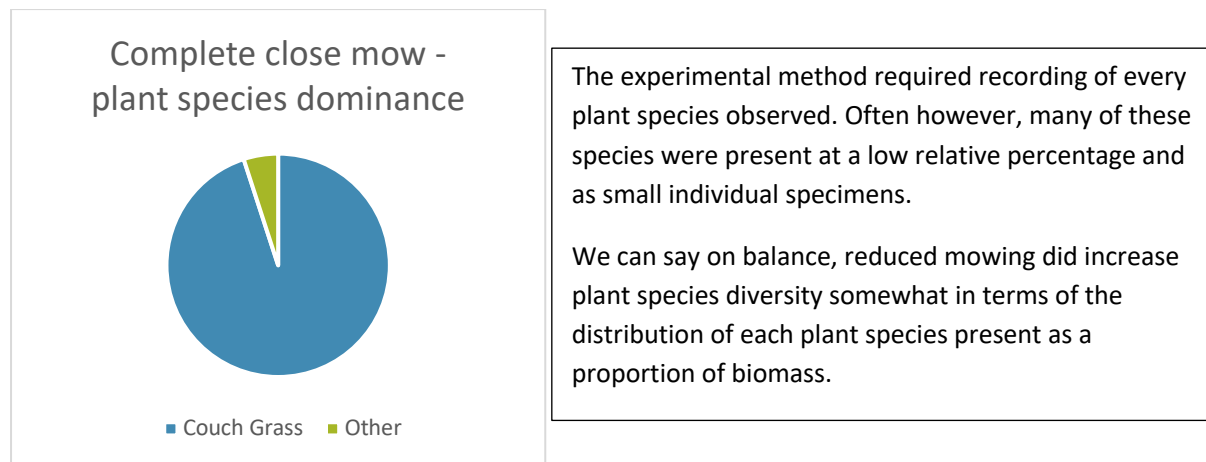 Complete close mow -
plant species dominance
Couch Grass Other
The experimental method required recording of every
plant species observed. Often however, many of these
species were present at a low relative percentage and
as small individual specimens.
We can say on balance, reduced mowing did increase
plant species diversity somewhat in terms of the
distribution of each plant species present as a
proportion of biomass.